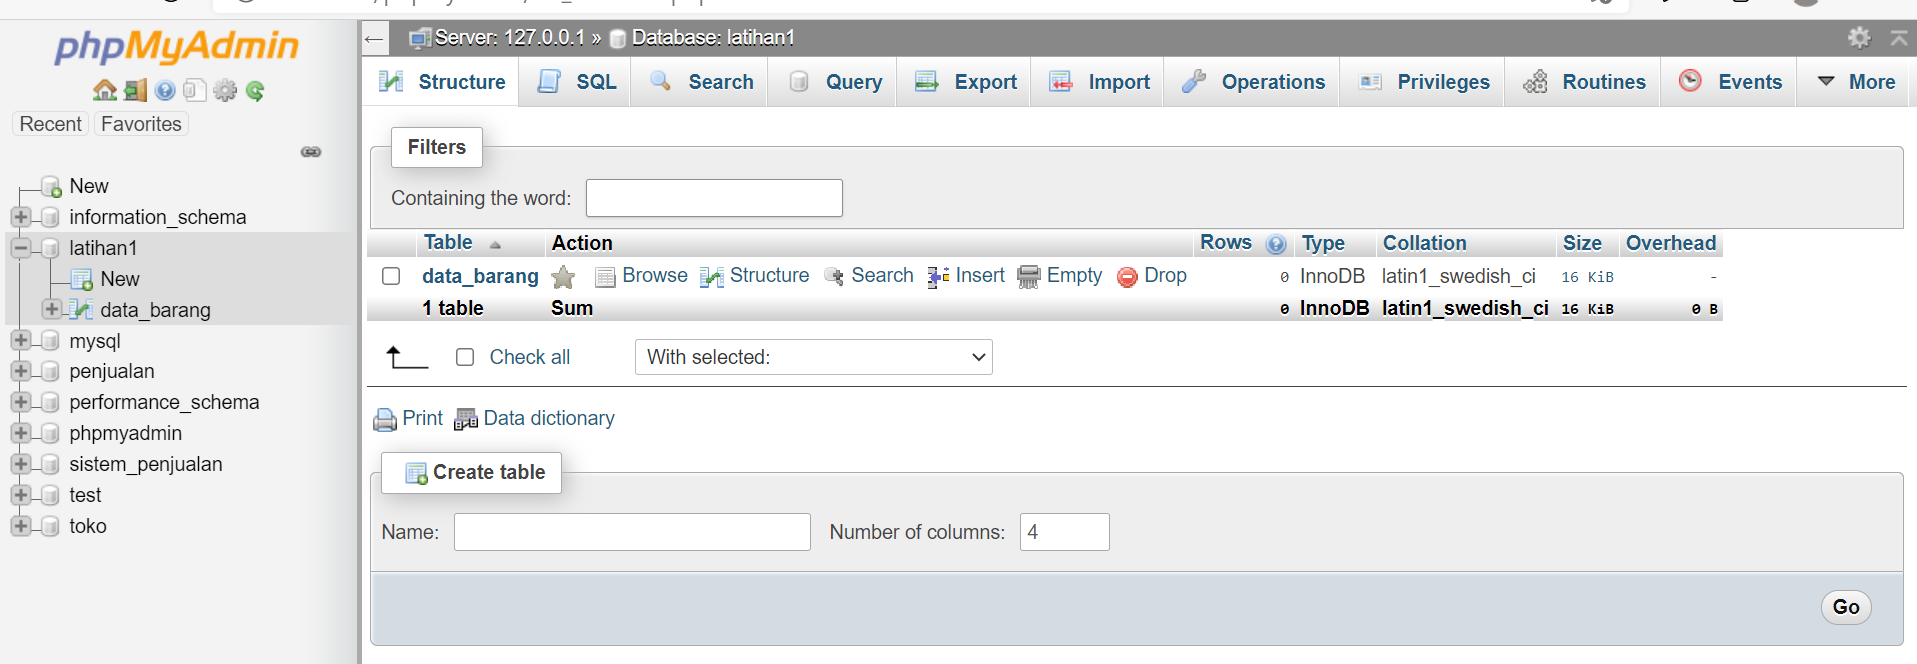 phpMyAdmin
Recent Favorites
New
information_schema
latihan1
New
data_barang
mysql
penjualan
performance_schema
phpmyadmin
sistem_penjualan
test
toko
Server: 127.0.0.1 » Database: latihan1
Structure SQL Search Query Export Import Operations Privileges Routines Events More
Filters
Containing the word:
Table Action Rows Type Collation Size Overhead
data_barang Browse Structure Search Insert Empty Drop 0 InnoDB latin1_swedish_ci 16 KiB -
1 table Sum 0 InnoDB latin1_swedish_ci 16 KiB 0 B
Check all With selected:
Print Data dictionary
Create table
Name: Number of columns: 4
Go